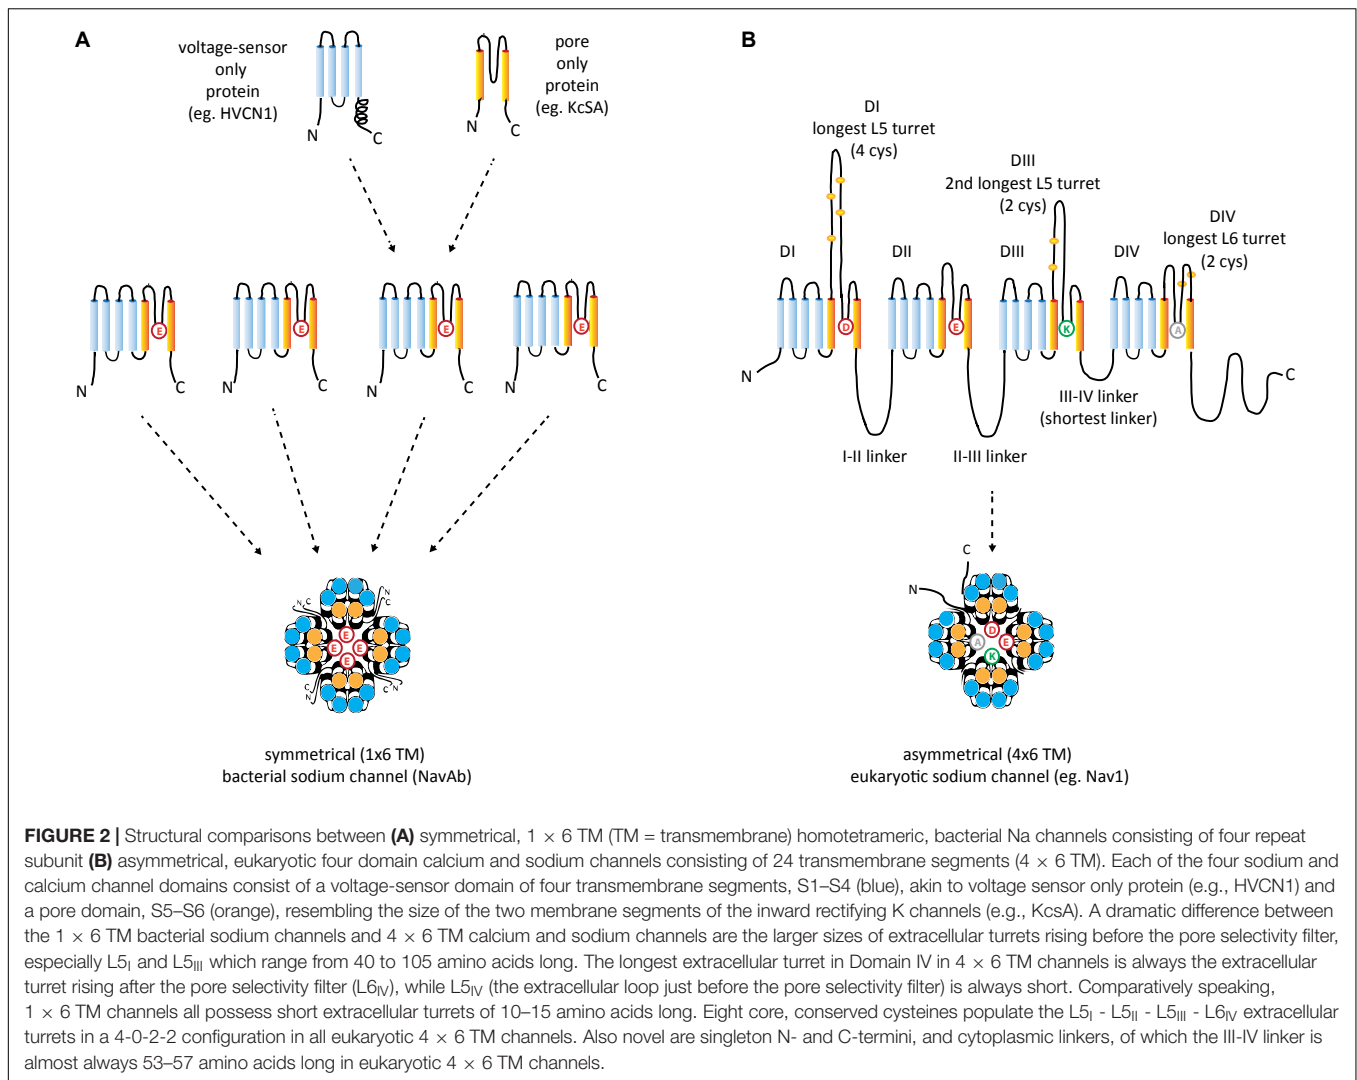 A
voltage-sensor
only
protein
(eg. HVCN1)
N
C
pore
only
protein
(eg. KcSA)
N
C
E
E
E
E
N
C
N
C
N
C
N
C
N
C
N
C
E
E
E
E
C
N
C
N
symmetrical (1x6 TM)
bacterial sodium channel (NavAb)
B
DI
longest L5 turret
(4 cys)
DIII
2nd longest L5 turret
(2 cys)
DIV
longest L6 turret
(2 cys)
DI
DII
DIII
DIV
D
E
K
A
N
C
III-IV linker
(shortest linker)
I-II linker
II-III linker
C
N
D
A
E
K
asymmetrical (4x6 TM)
eukaryotic sodium channel (eg. Nav1)
FIGURE 2 | Structural comparisons between (A) symmetrical, 1 × 6 TM (TM = transmembrane) homotetrameric, bacterial Na channels consisting of four repeat
subunit (B) asymmetrical, eukaryotic four domain calcium and sodium channels consisting of 24 transmembrane segments (4 × 6 TM). Each of the four sodium and
calcium channel domains consist of a voltage-sensor domain of four transmembrane segments, S1–S4 (blue), akin to voltage sensor only protein (e.g., HVCN1) and
a pore domain, S5–S6 (orange), resembling the size of the two membrane segments of the inward rectifying K channels (e.g., KcsA). A dramatic difference between
the 1 × 6 TM bacterial sodium channels and 4 × 6 TM calcium and sodium channels are the larger sizes of extracellular turrets rising before the pore selectivity filter,
especially L5I and L5III which range from 40 to 105 amino acids long. The longest extracellular turret in Domain IV in 4 × 6 TM channels is always the extracellular
turret rising after the pore selectivity filter (L6IV), while L5IV (the extracellular loop just before the pore selectivity filter) is always short. Comparatively speaking,
1 × 6 TM channels all possess short extracellular turrets of 10–15 amino acids long. Eight core, conserved cysteines populate the L5I - L5II - L5III - L6IV extracellular
turrets in a 4-0-2-2 configuration in all eukaryotic 4 × 6 TM channels. Also novel are singleton N- and C-termini, and cytoplasmic linkers, of which the III-IV linker is
almost always 53–57 amino acids long in eukaryotic 4 × 6 TM channels.